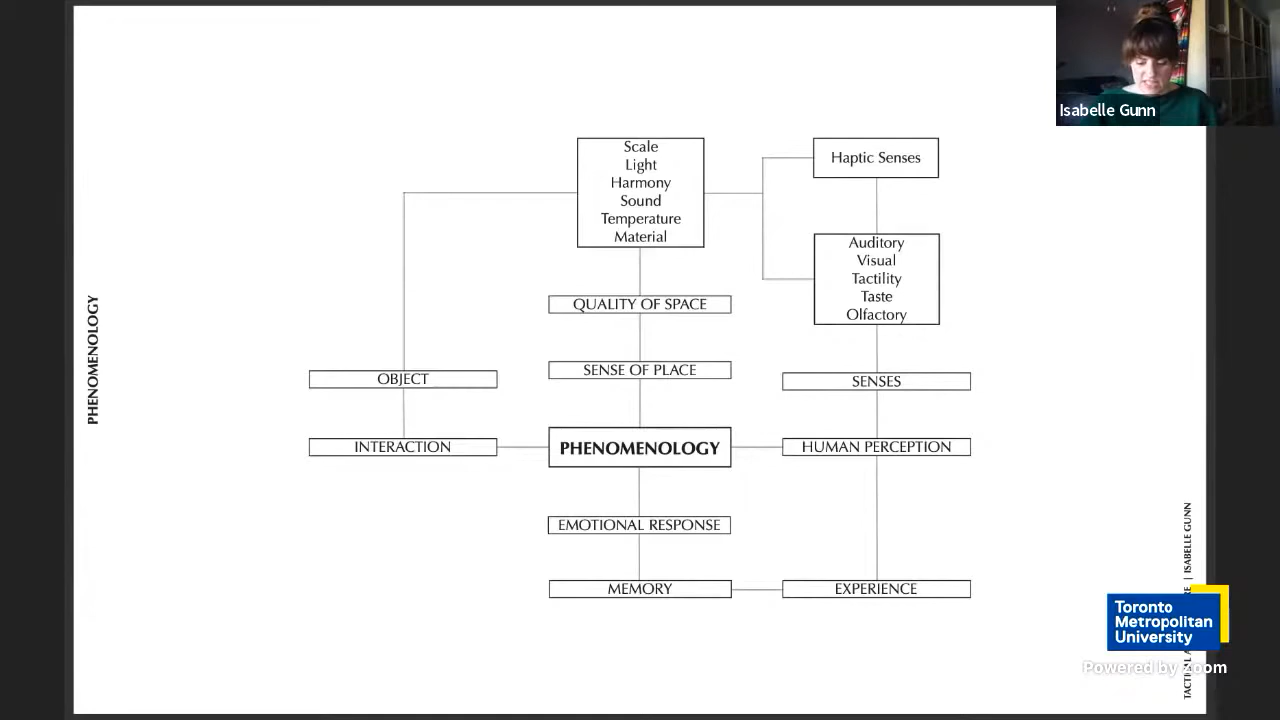 Isabelle Gunn
PHENOMENOLOGY
Scale
Light
Harmony
Sound
Temperature
Material
Haptic Senses
Auditory
Visual
Tactility
Taste
Olfactory
QUALITY OF SPACE
OBJECT
SENSE OF PLACE
SENSES
INTERACTION
PHENOMENOLOGY
HUMAN PERCEPTION
EMOTIONAL RESPONSE
MEMORY
EXPERIENCE
| ISABELLE GUNN
Toronto
Metropolitan
University
Powered by Zoom